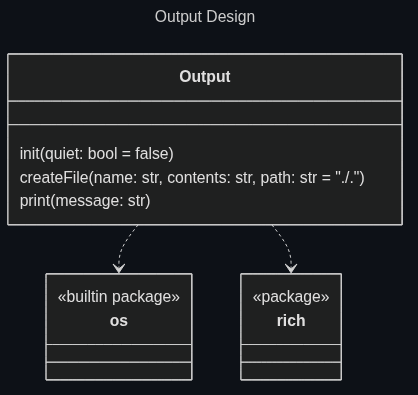 Output Design
Output
init(quiet: bool = false)
createFile(name: str, contents: str, path: str = "./.")
print(message: str)
«builtin package»
os
«package»
rich